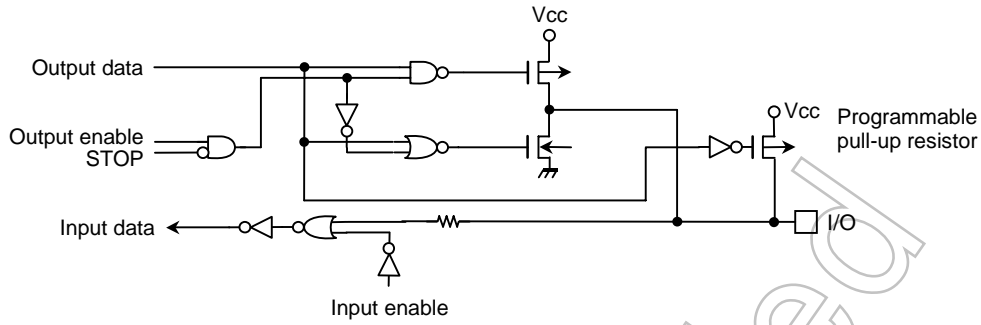 Vcc
Output data
Vcc
Programmable
pull-up resistor
Output enable
STOP
Input data
I/O
Input enable